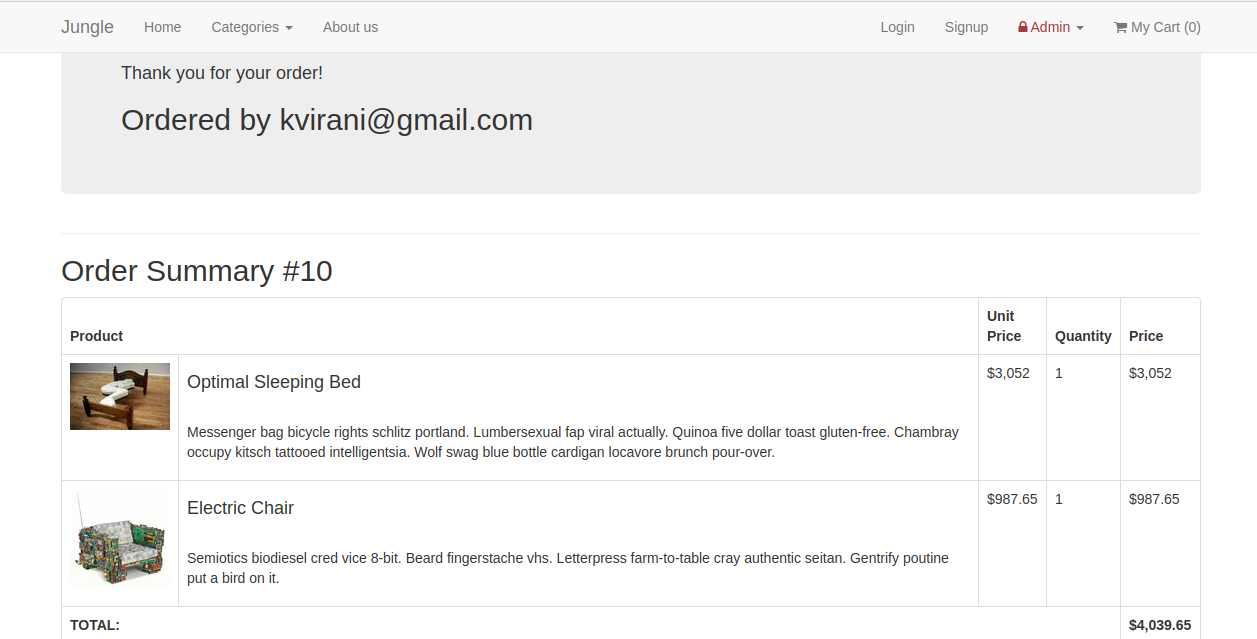 Jungle Home Categories About us Login Signup Admin My Cart (0)
Thank you for your order!
Ordered by kvirani@gmail.com
Order Summary #10
Product Unit Price Quantity Price
Optimal Sleeping Bed $3,052 1 $3,052
Messenger bag bicycle rights schlitz portland. Lumbersexual fap viral actually. Quinoa five dollar toast gluten-free. Chambray
occupy kitsch tattooed intelligentsia. Wolf swag blue bottle cardigan locavore brunch pour-over.
Electric Chair $987.65 1 $987.65
Semiotics biodiesel cred vice 8-bit. Beard fingerstache vhs. Letterpress farm-to-table cray authentic seitan. Gentrify poutine
put a bird on it.
TOTAL: $4,039.65